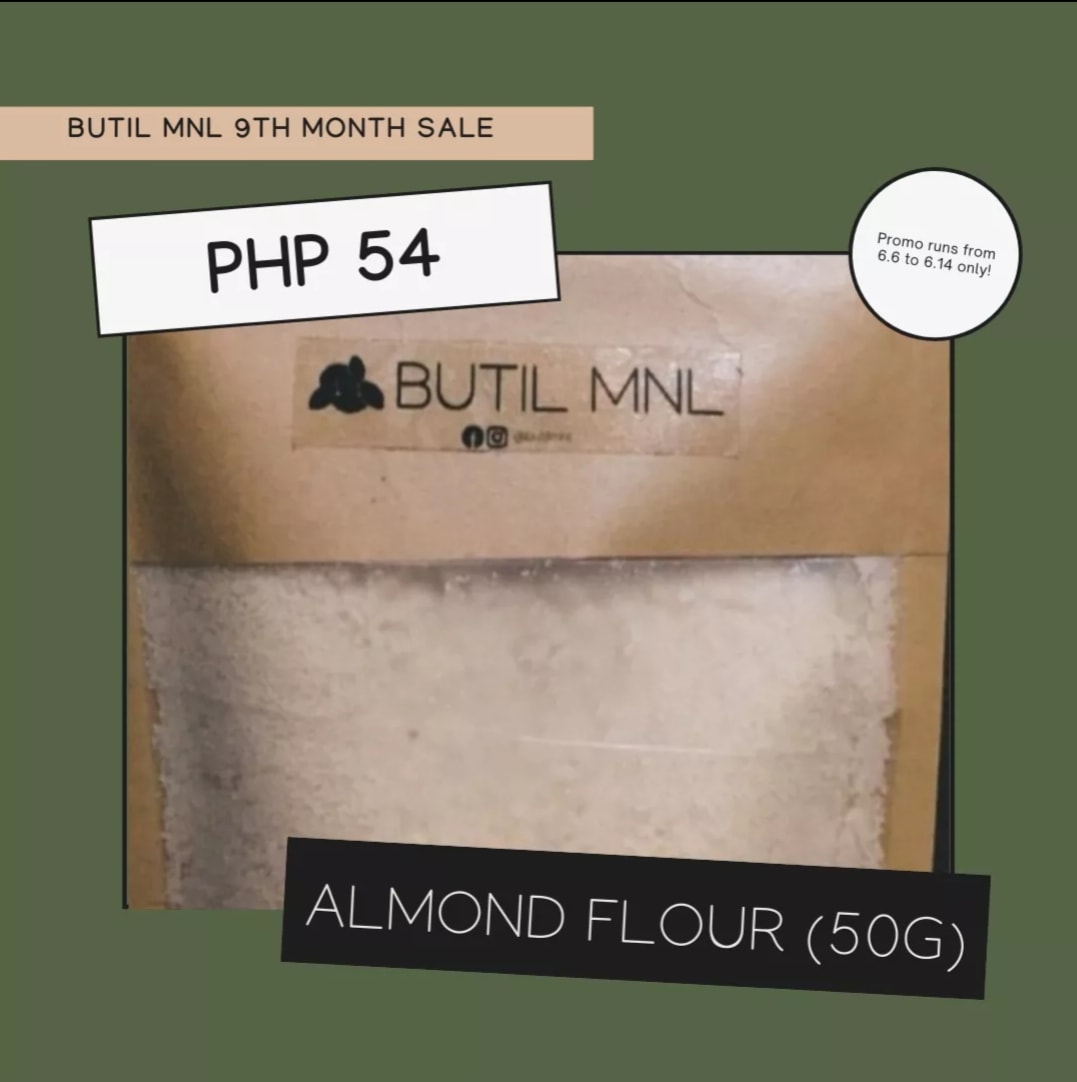 BUTIL MNL 9TH MONTH SALE
PHP 54
Promo runs from
6.6 to 6.14 only!
BUTIL MNL
ALMOND FLOUR (50G)